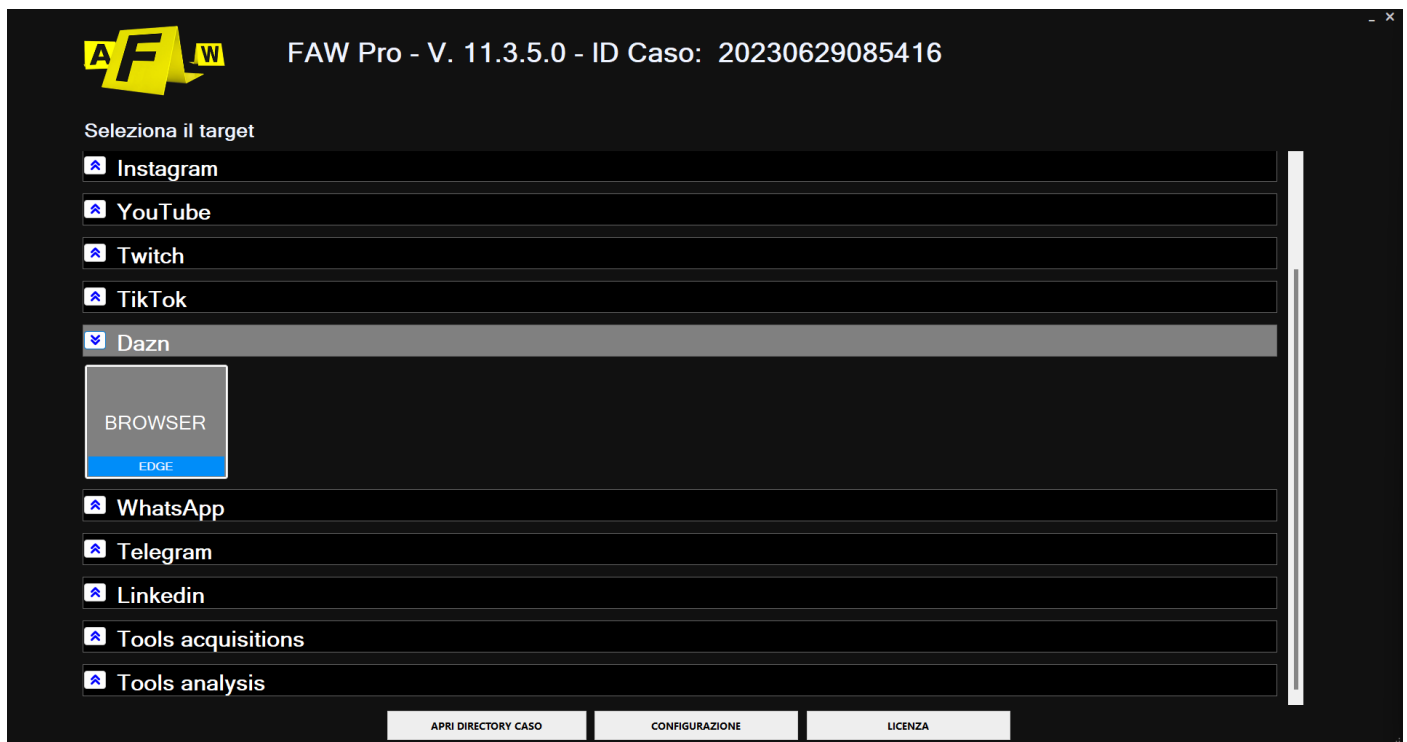 A F W
FAW Pro - V. 11.3.5.0 - ID Caso: 20230629085416
Seleziona il target
Instagram
YouTube
Twitch
TikTok
Dazn
BROWSER
EDGE
WhatsApp
Telegram
Linkedin
Tools acquisitions
Tools analysis
APRI DIRECTORY CASO
CONFIGURAZIONE
LICENZA